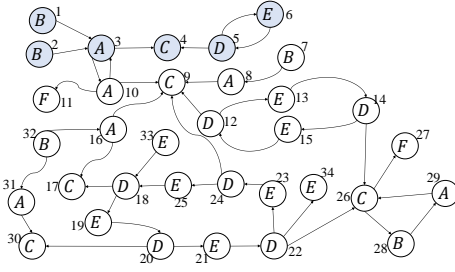 B 1
E 6
B 2
A 3
C 4
D 5
B 7
F 11
A 10
C 9
A 8
E 13
D 14
D 12
E 15
B 32
A 16
E 33
F 27
A 31
C 17
D 18
E 25
D 24
E 23
E 34
C 26
A 29
E 19
C 30
D 20
E 21
D 22
B 28